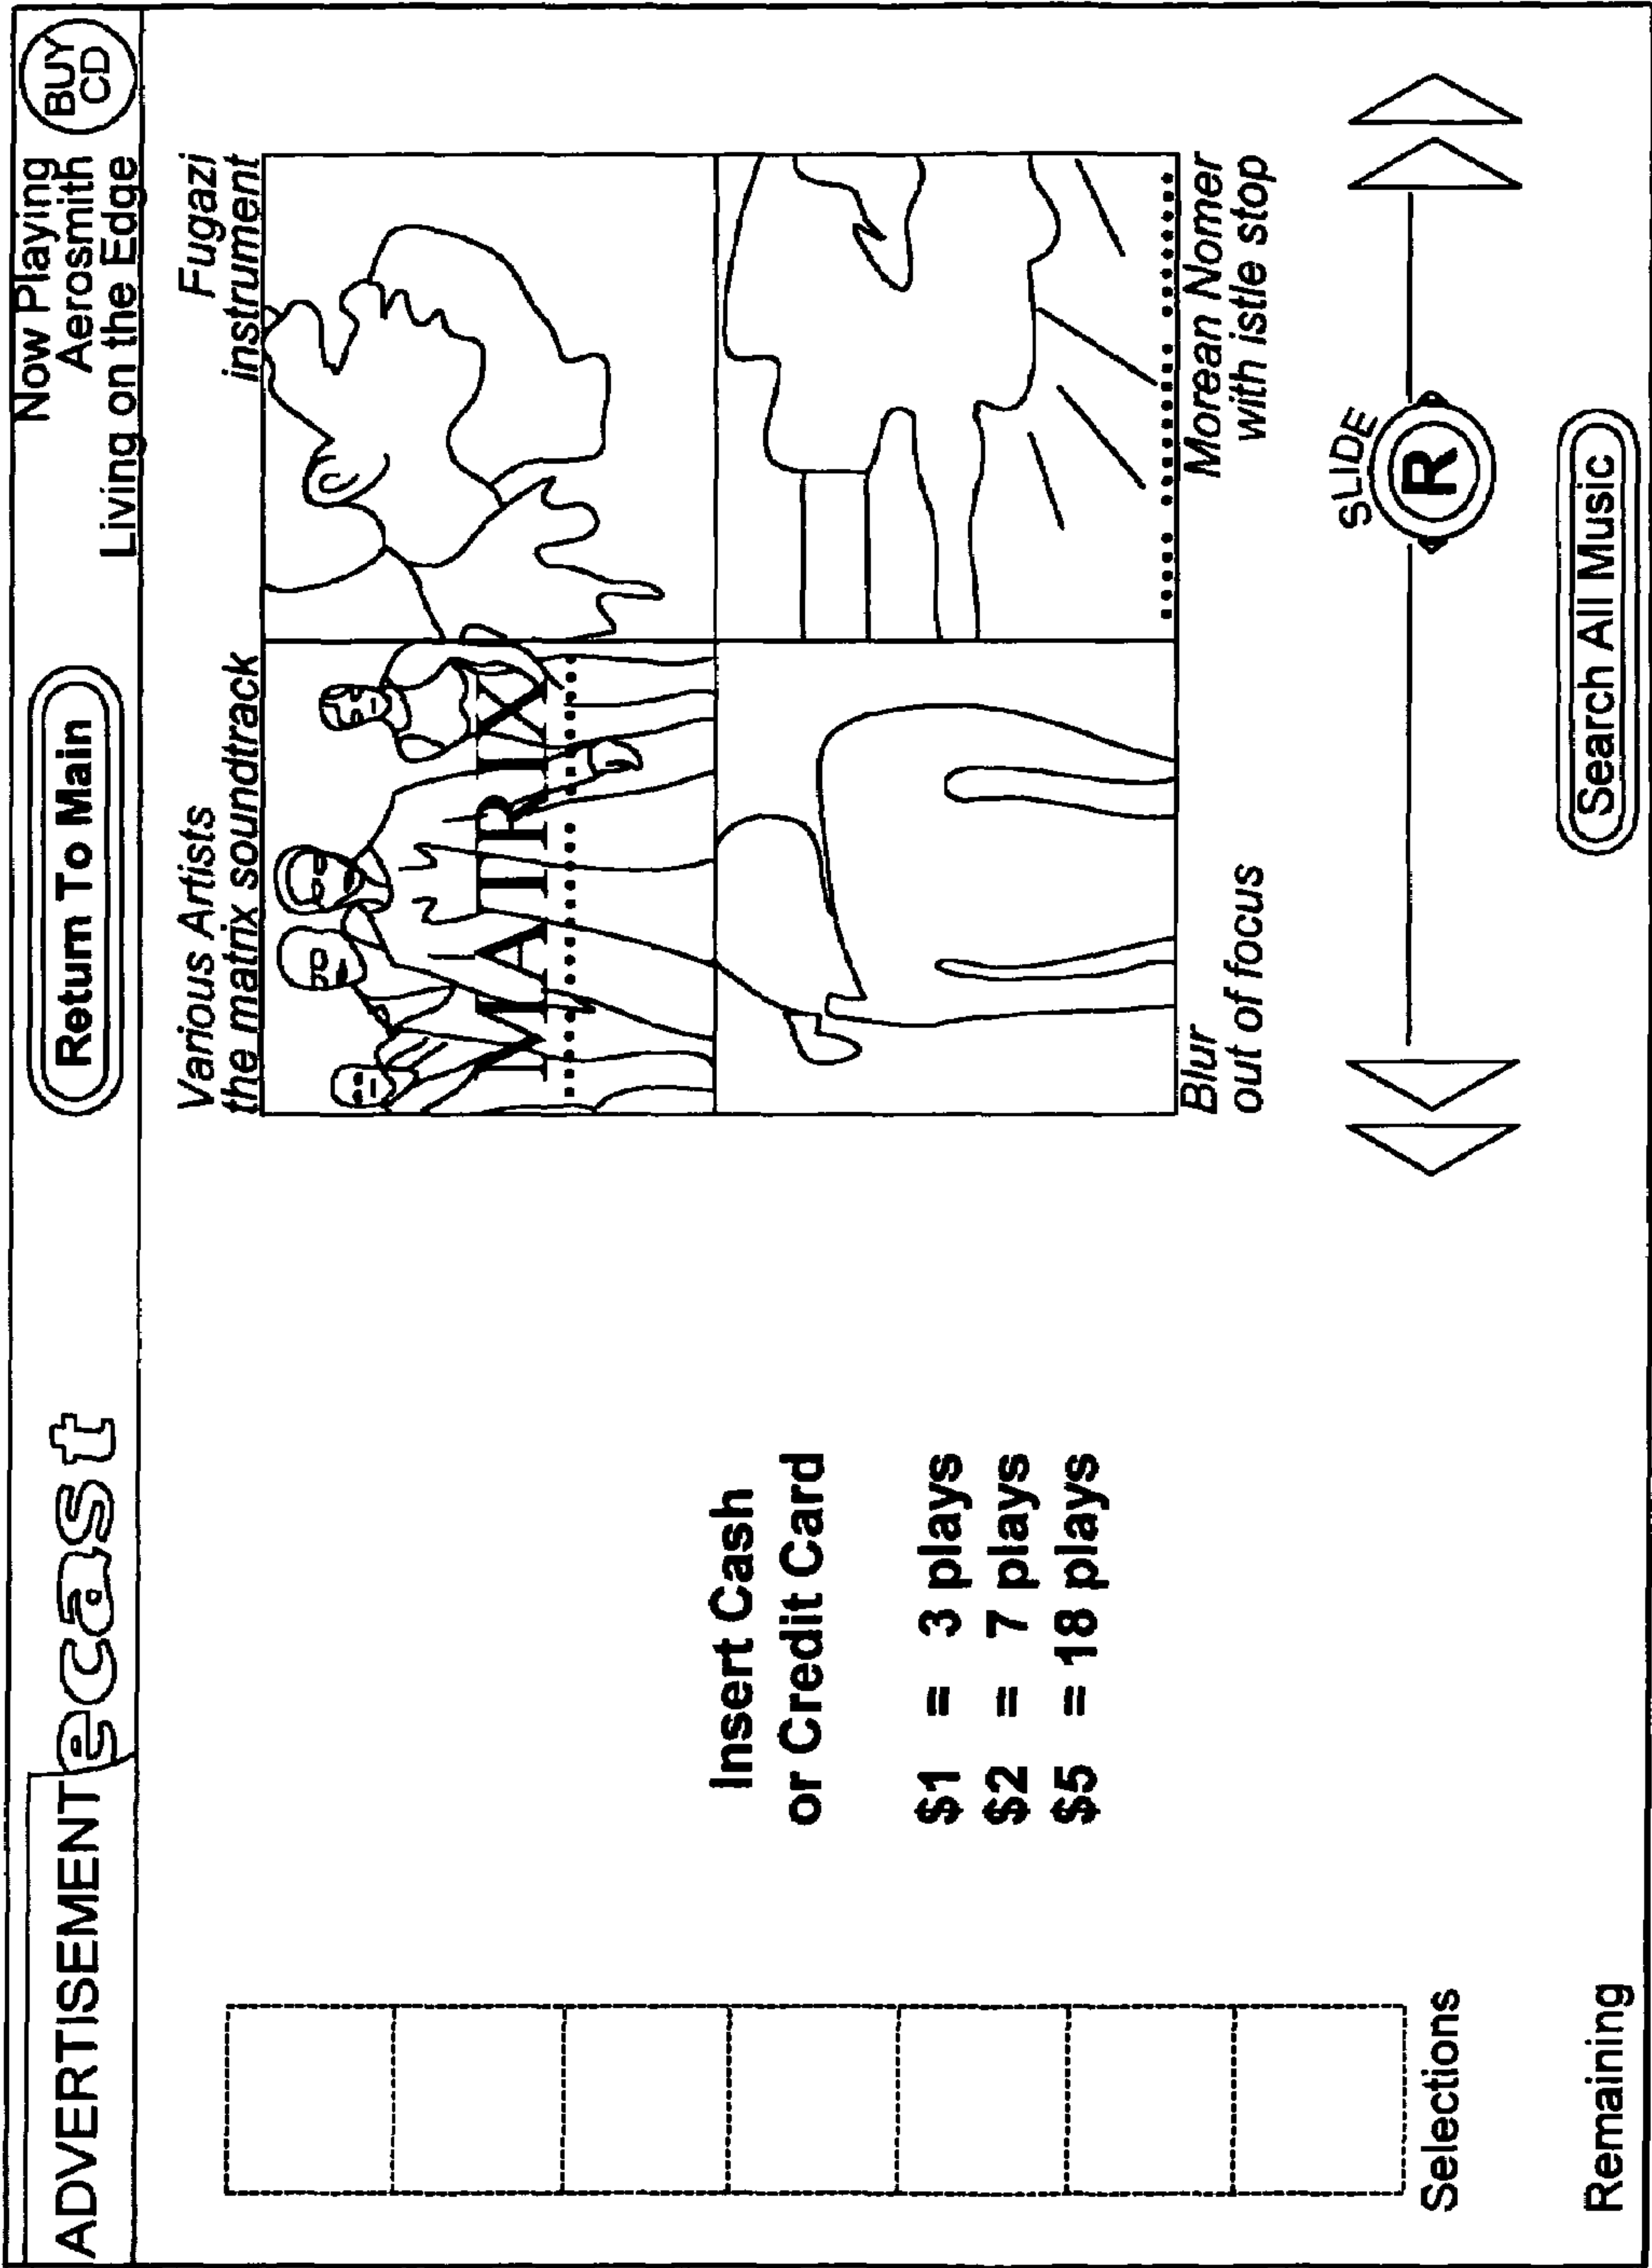 ADVERTISEMENT
ecast
Return To Main
Now Playing
Aerosmith
Living on the Edge
BUY
CD
Various Artists
the matrix soundtrack
Fugazi
instrument
MATRIX
Insert Cash
or Credit Card
$1 = 3 plays
$2 = 7 plays
$5 = 18 plays
Blur
out of focus
Morean Nomer
with istle stop
SLIDE
R
Selections
Search All Music
Remaining